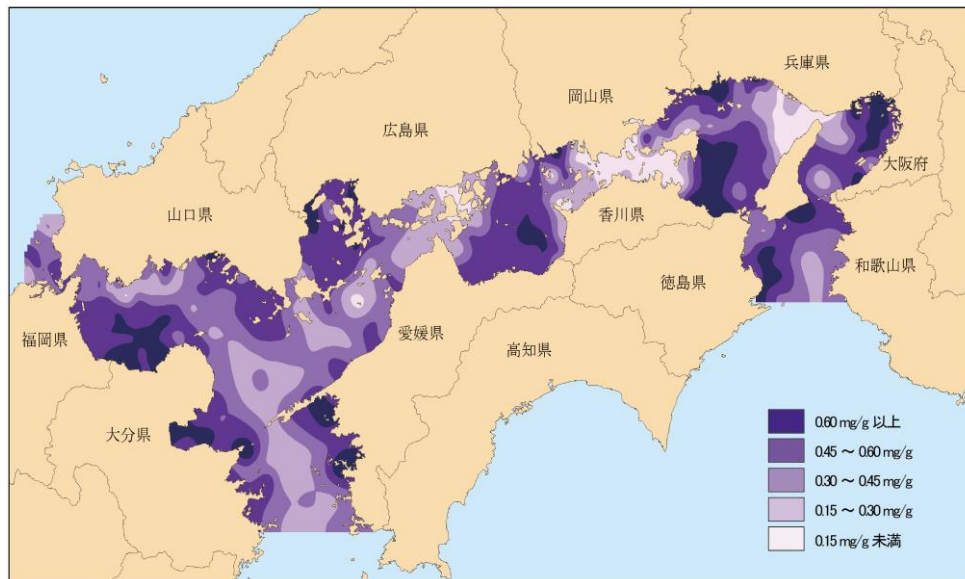 兵庫県
岡山県
広島県
大阪府
山口県
香川県
和歌山県
徳島県
福岡県
愛媛県
高知県
大分県
0.60 mg/g 以上
0.45 ～ 0.60 mg/g
0.30 ～ 0.45 mg/g
0.15 ～ 0.30 mg/g
0.15 mg/g 未満